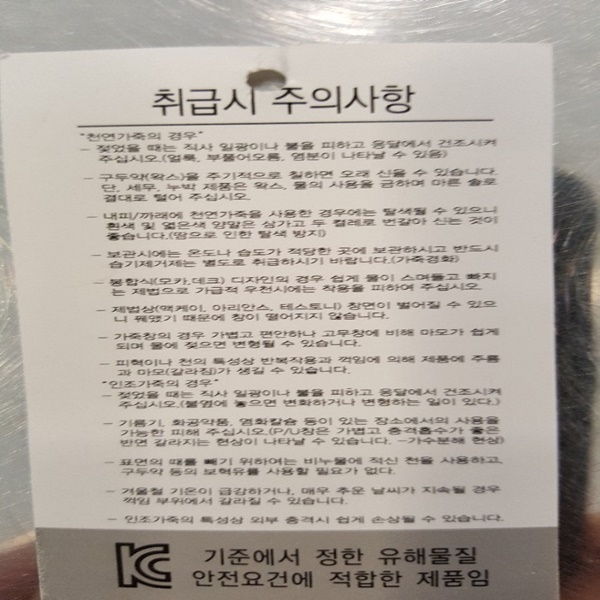 취급시 주의사항
"천연가죽의 경우"
- 젖었을 때는 직사 일광이나 불을 피하고 응달에서 건조시켜
주십시오.(얼룩, 부풀어오름, 염분이 나타날 수 있음)
- 구두약(왁스)을 주기적으로 칠하면 오래 신을 수 있습니다.
단, 세무, 누박 제품은 왁스, 물의 사용을 금하며 마른 솔로
결대로 털어 주십시오.
- 내피/까래에 천연가죽을 사용한 경우에는 탈색될 수 있으니
흰색 및 엷은색 양말은 삼가고 두 켤레로 번갈아 신는 것이
좋습니다.(땀으로 인한 탈색 방지)
- 보관시에는 온도나 습도가 적당한 곳에 보관하시고 반드시
습기제거제는 별도로 취급하시기 바랍니다.(가죽경화)
- 봉합식(모카,데크) 디자인의 경우 쉽게 물이 스며들고 빠지
는 제법으로 가급적 우천시에는 착용을 피하여 주십시오.
- 제법상(맥케이, 아리안스, 테스토니) 창면이 벌어질 수 있으
니 꿰맸기 때문에 창이 떨어지지 않습니다.
- 가죽창의 경우 가볍고 편안하나 고무창에 비해 마모가 쉽게
되며 물에 젖으면 변형될 수 있습니다.
- 피혁이나 천의 특성상 반복작용과 꺽임에 의해 제품에 주름
과 마모(갈라짐)가 생길 수 있습니다.
"인조가죽의 경우"
- 젖었을 때는 직사 일광이나 불을 피하고 응달에서 건조시켜
주십시오.(불옆에 놓으면 변화하거나 변형하는 일이 있다.)
- 기름기, 화공약품, 염화칼슘 등이 있는 장소에서의 사용을
가능한 피해 주십시오.(P/U창은 가볍고 충격흡수가 좋은
반면 갈라지는 현상이 나타날 수 있습니다. -가수분해 현상)
- 표면의 때를 빼기 위하여는 비눗물에 적신 천을 사용하고,
구두약 등의 보혁유를 사용할 필요가 없다.
- 겨울철 기온이 급강하거나, 매우 추운 날씨가 지속될 경우
꺽임 부위에서 갈라질 수 있습니다.
- 인조가죽의 특성상 외부 충격시 쉽게 손상될 수 있습니다.
KC 기준에서 정한 유해물질
안전요건에 적합한 제품임